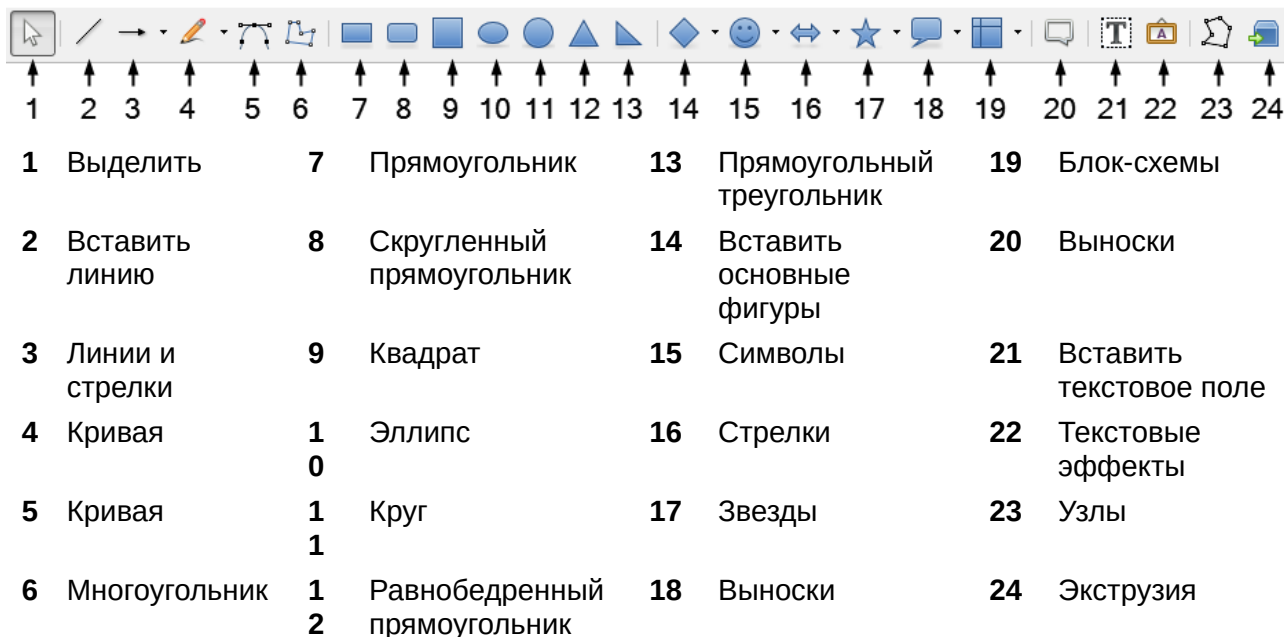 T A
1 2 3 4 5 6 7 8 9 10 11 12 13 14 15 16 17 18 19 20 21 22 23 24
1 Выделить 7 Прямоугольник 13 Прямоугольный 19 Блок-схемы
треугольник
2 Вставить 8 Скругленный 14 Вставить 20 Выноски
линию прямоугольник основные
фигуры
3 Линии и 9 Квадрат 15 Символы 21 Вставить
стрелки текстовое поле
4 Кривая 1 Эллипс 16 Стрелки 22 Текстовые
0 эффекты
5 Кривая 1 Круг 17 Звезды 23 Узлы
1
6 Многоугольник 1 Равнобедренный 18 Выноски 24 Экструзия
2 прямоугольник